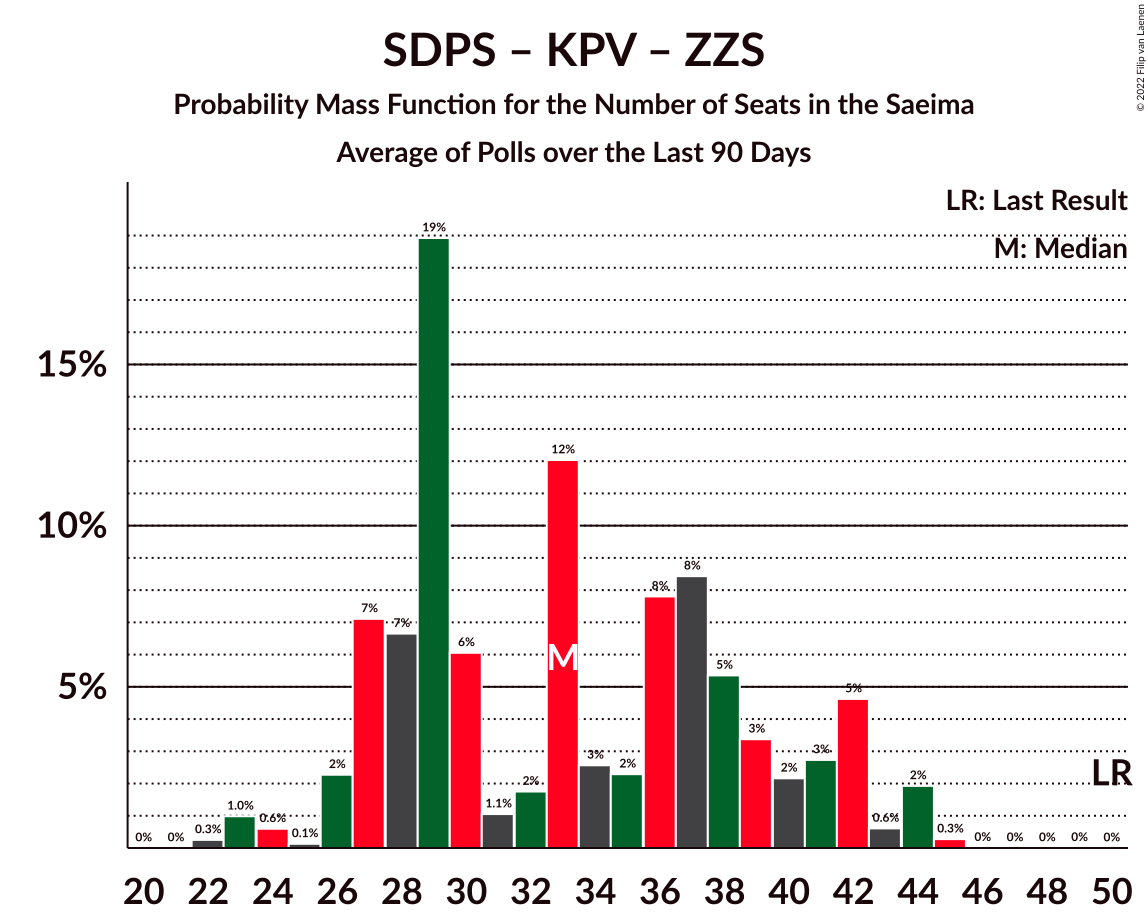 SDPS – KPV – ZZS
Probability Mass Function for the Number of Seats in the Saeima
Average of Polls over the Last 90 Days
© 2022 Filip van Laenen
LR: Last Result
M: Median
15%
10%
5%
0% 0% 0.3% 1.0% 0.6% 0.1% 2% 7% 7% 19% 6% 1.1% 2% 12% 3% 2% 8% 8% 5% 3% 2% 3% 5% 0.6% 2% 0.3% 0% 0% 0% 0% 0%
M
LR
20 22 24 26 28 30 32 34 36 38 40 42 44 46 48 50